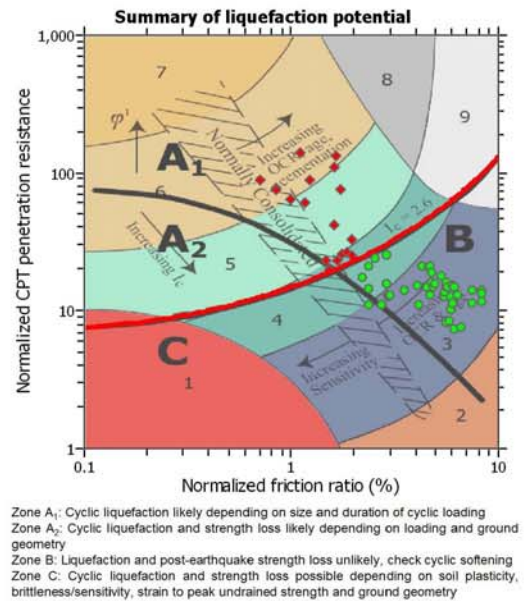 Summary of liquefaction potential
Normalized CPT penetration resistance
1,000
100
10
1
7
8
9
φ'
Increasing
OCR, age,
cementation
Normally Consolidated
A1
6
A2
Increasing Ic
5
Ic = 2.6
B
4
Increasing
OCR &
3
C
1
Increasing
Sensitivity
2
0.1
1
10
Normalized friction ratio (%)
Zone A1: Cyclic liquefaction likely depending on size and duration of cyclic loading
Zone A2: Cyclic liquefaction and strength loss likely depending on loading and ground
geometry
Zone B: Liquefaction and post-earthquake strength loss unlikely, check cyclic softening
Zone C: Cyclic liquefaction and strength loss possible depending on soil plasticity,
brittleness/sensitivity, strain to peak undrained strength and ground geometry